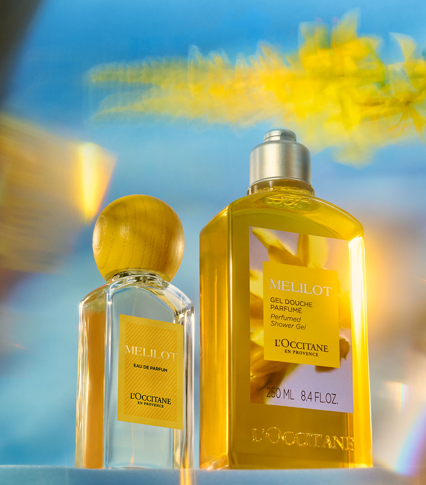 MELILOT
EAU DE PARFUM
L'OCCITANE
EN PROVENCE
MELILOT
GEL DOUCHE
PARFUMÉ
Perfumed
Shower Gel
L'OCCITANE
EN PROVENCE
250 ML 8.4 FL.OZ.
L'OCCITANE